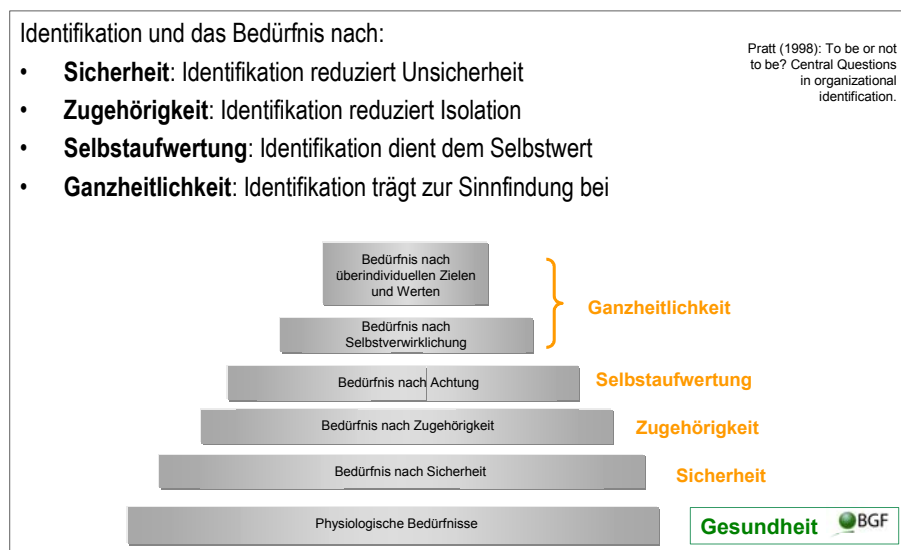 Identifikation und das Bedürfnis nach:
• Sicherheit: Identifikation reduziert Unsicherheit
• Zugehörigkeit: Identifikation reduziert Isolation
• Selbstaufwertung: Identifikation dient dem Selbstwert
• Ganzheitlichkeit: Identifikation trägt zur Sinnfindung bei
Pratt (1998): To be or not
to be? Central Questions
in organizational
identification.
Bedürfnis nach
überindividuellen Zielen
und Werten
Ganzheitlichkeit
Bedürfnis nach
Selbstverwirklichung
Bedürfnis nach Achtung
Selbstaufwertung
Bedürfnis nach Zugehörigkeit
Zugehörigkeit
Bedürfnis nach Sicherheit
Sicherheit
Physiologische Bedürfnisse
Gesundheit BGF